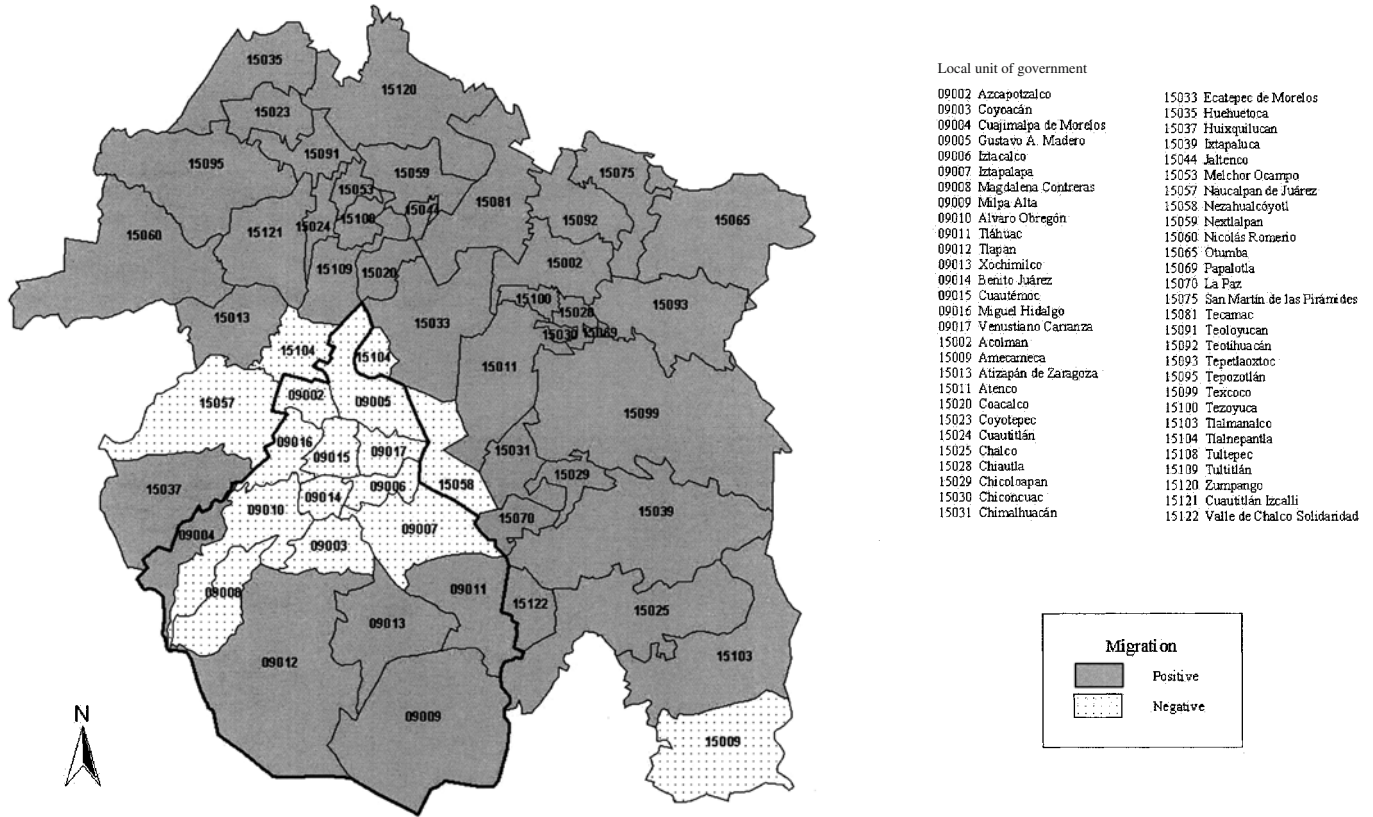 15035
15120
15023
15095
15091
15059
15053
15075
15081
15044
15100
15092
15065
15024
15121
15060
15002
15109
15020
15100
15093
15028
15013
15033
15030
15069
15104
15104
15011
09002
09005
15057
15099
09016
09017
09015
15031
15029
15058
09006
15037
09014
09010
15039
15070
09007
09004
09003
09008
09011
15122
15025
09013
09012
15103
09009
15009
N
Local unit of government
09002 Azcapotzalco
09003 Coyoacán
09004 Cuajimalpa de Morelos
09005 Gustavo A. Madero
09006 Iztacalco
09007 Iztapalapa
09008 Magdalena Contreras
09009 Milpa Alta
09010 Alvaro Obregón
09011 Tláhuac
09012 Tlapan
09013 Xochimilco
09014 Benito Juárez
09015 Cuautémoc
09016 Miguel Hidalgo
09017 Venustiano Carranza
15002 Acolman
15009 Amecameca
15013 Atizapán de Zaragoza
15011 Atenco
15020 Coacalco
15023 Coyotepec
15024 Cuautitlán
15025 Chalco
15028 Chiautla
15029 Chicoloapan
15030 Chiconcuac
15031 Chimalhuacán
15033 Ecatepec de Morelos
15035 Huehuetoca
15037 Huixquilucan
15039 Ixtapaluca
15044 Jaltenco
15053 Melchor Ocampo
15057 Naucalpan de Juárez
15058 Nezahualcóyotl
15059 Nextlalpan
15060 Nicolás Romerio
15065 Otumba
15069 Papalotla
15070 La Paz
15075 San Martín de las Pirámides
15081 Tecamac
15091 Teoloyucan
15092 Teotihuacán
15093 Tepetlaoxtoc
15095 Tepozotlán
15099 Texcoco
15100 Tezoyuca
15103 Tlalmanalco
15104 Tlalnepantla
15108 Tultepec
15109 Tultitlán
15120 Zumpango
15121 Cuautitlán Izcalli
15122 Valle de Chalco Solidaridad
Migration
Positive
Negative